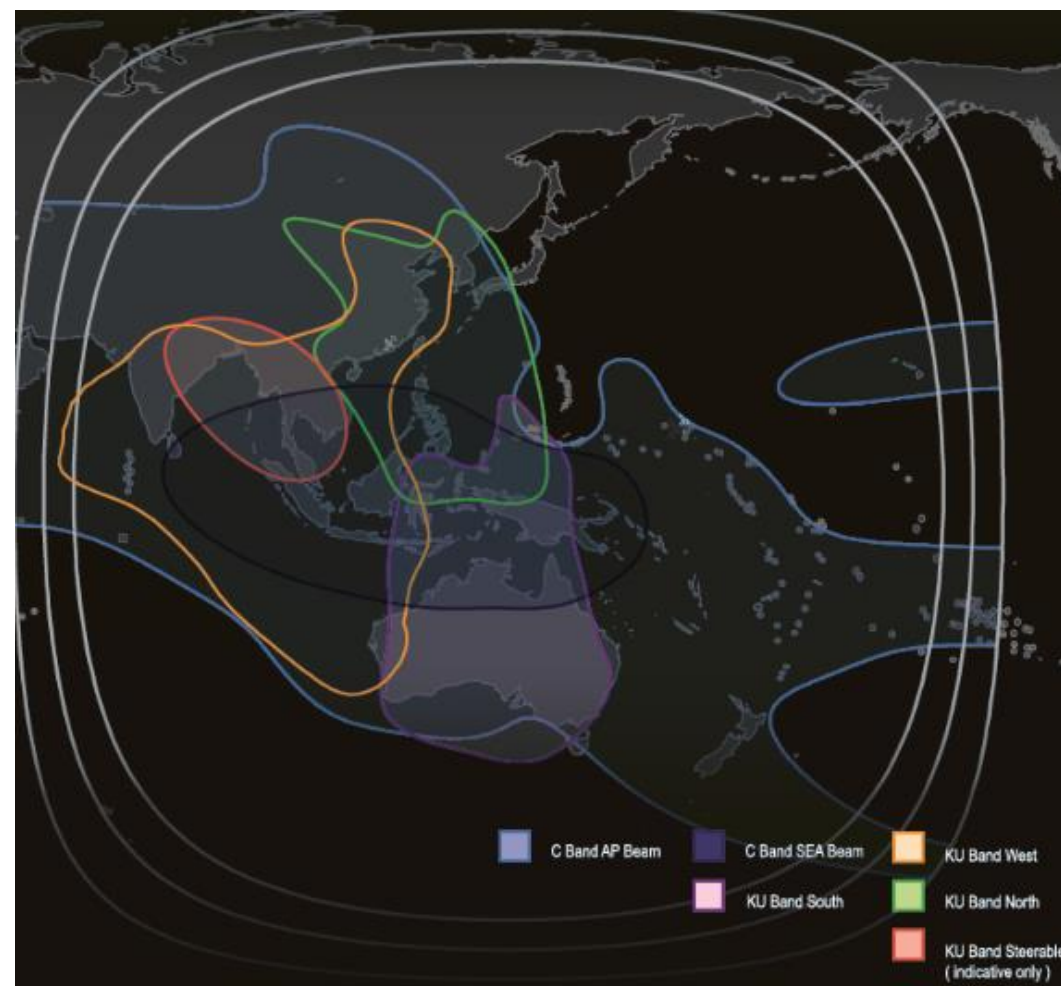 C Band AP Beam
C Band SEA Beam
KU Band West
KU Band South
KU Band North
KU Band Steerable
( indicative only )